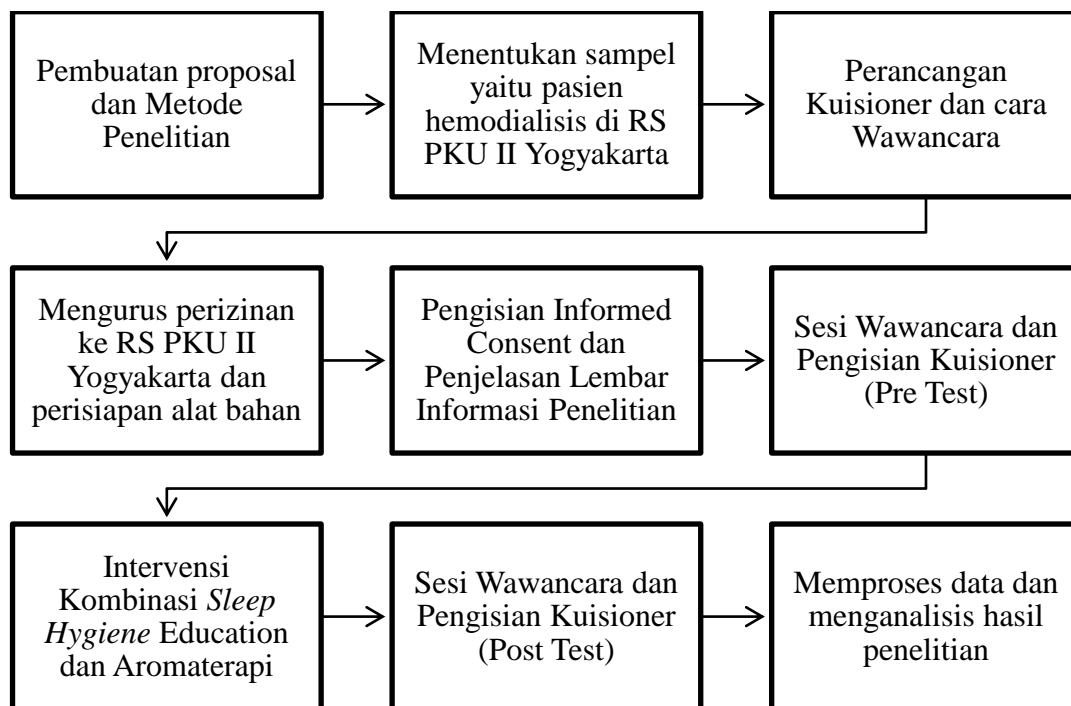 Pembuatan proposal
dan Metode
Penelitian
Menentukan sampel
yaitu pasien
hemodialisis di RS
PKU II Yogyakarta
Perancangan
Kuisioner dan cara
Wawancara
Mengurus perizinan
ke RS PKU II
Yogyakarta dan
perisiapan alat bahan
Pengisian Informed
Consent dan
Penjelasan Lembar
Informasi Penelitian
Sesi Wawancara dan
Pengisian Kuisioner
(Pre Test)
Intervensi
Kombinasi Sleep
Hygiene Education
dan Aromaterapi
Sesi Wawancara dan
Pengisian Kuisioner
(Post Test)
Memproses data dan
menganalisis hasil
penelitian